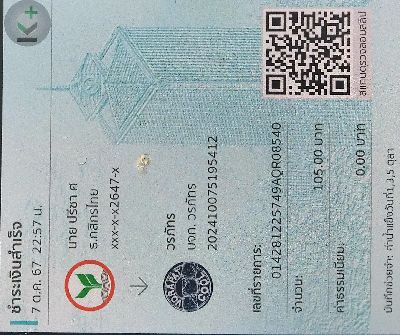 ชำระเงินสำเร็จ
7 ต.ค. 67 22:57 น.
K+
นาย ปรีชา ศ
ธ.กสิกรไทย
xxx-x-x2647-x
VORAPAT
COOL
วรภัทร
บจก. วรภัทร
202410075195412
เลขที่รายการ:
014281225749AQR08540
จำนวน:
105.00 บาท
ค่าธรรมเนียม:
0.00 บาท
สแกนตรวจสอบสลิป
บันทึกช่วยจำ: ค่าน้ำแข็งวันที่1,3,5 ตุลา